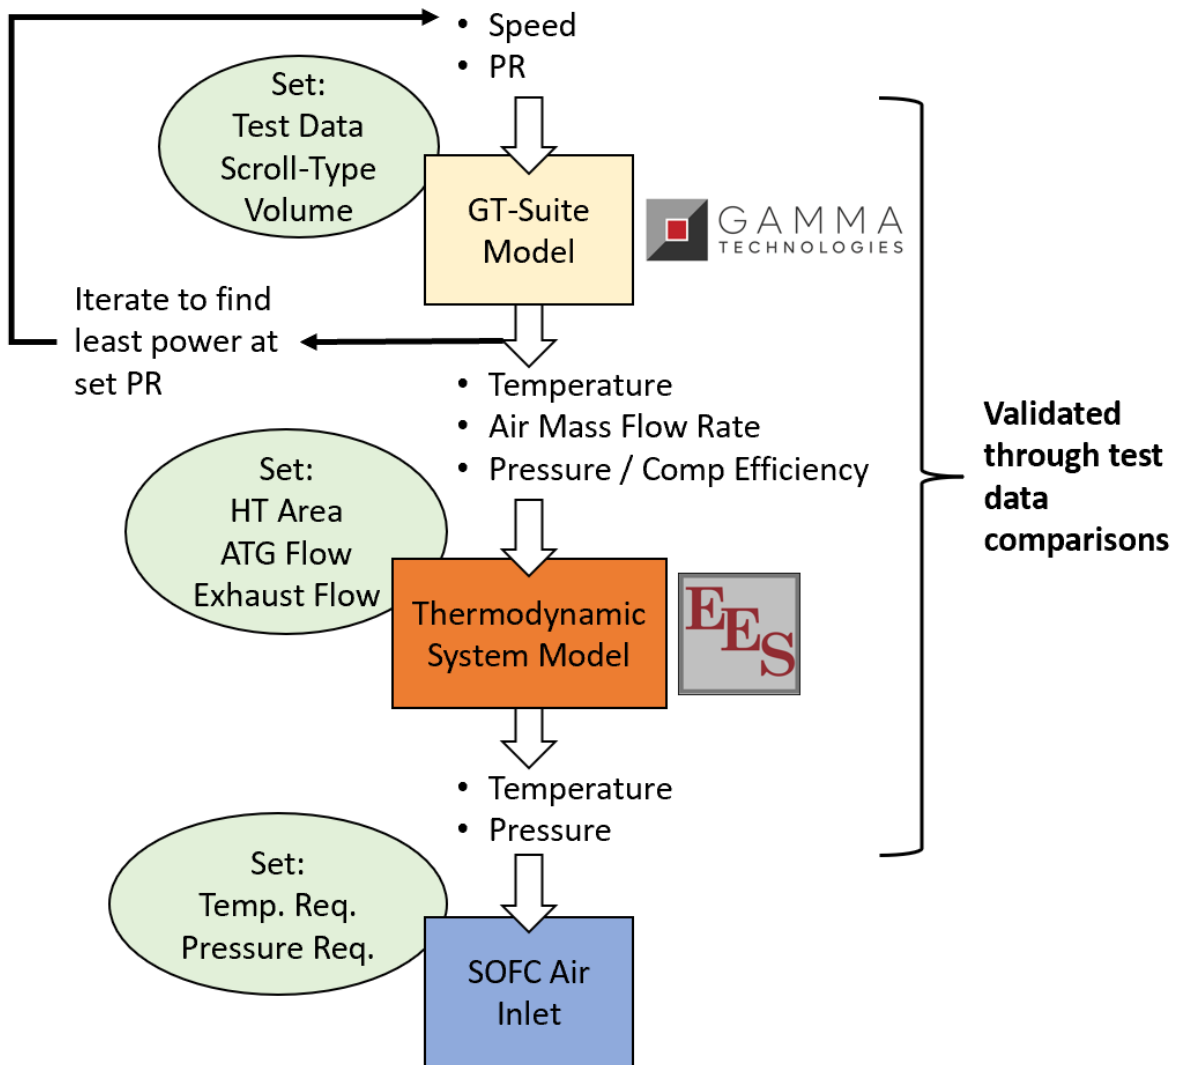 • Speed
• PR
Set:
Test Data
Scroll-Type
Volume
GT-Suite
Model
GAMMA
TECHNOLOGIES
Iterate to find
least power at
set PR
• Temperature
• Air Mass Flow Rate
• Pressure / Comp Efficiency
Validated
through test
data
comparisons
Set:
HT Area
ATG Flow
Exhaust Flow
Thermodynamic
System Model
EES
• Temperature
• Pressure
Set:
Temp. Req.
Pressure Req.
SOFC Air
Inlet